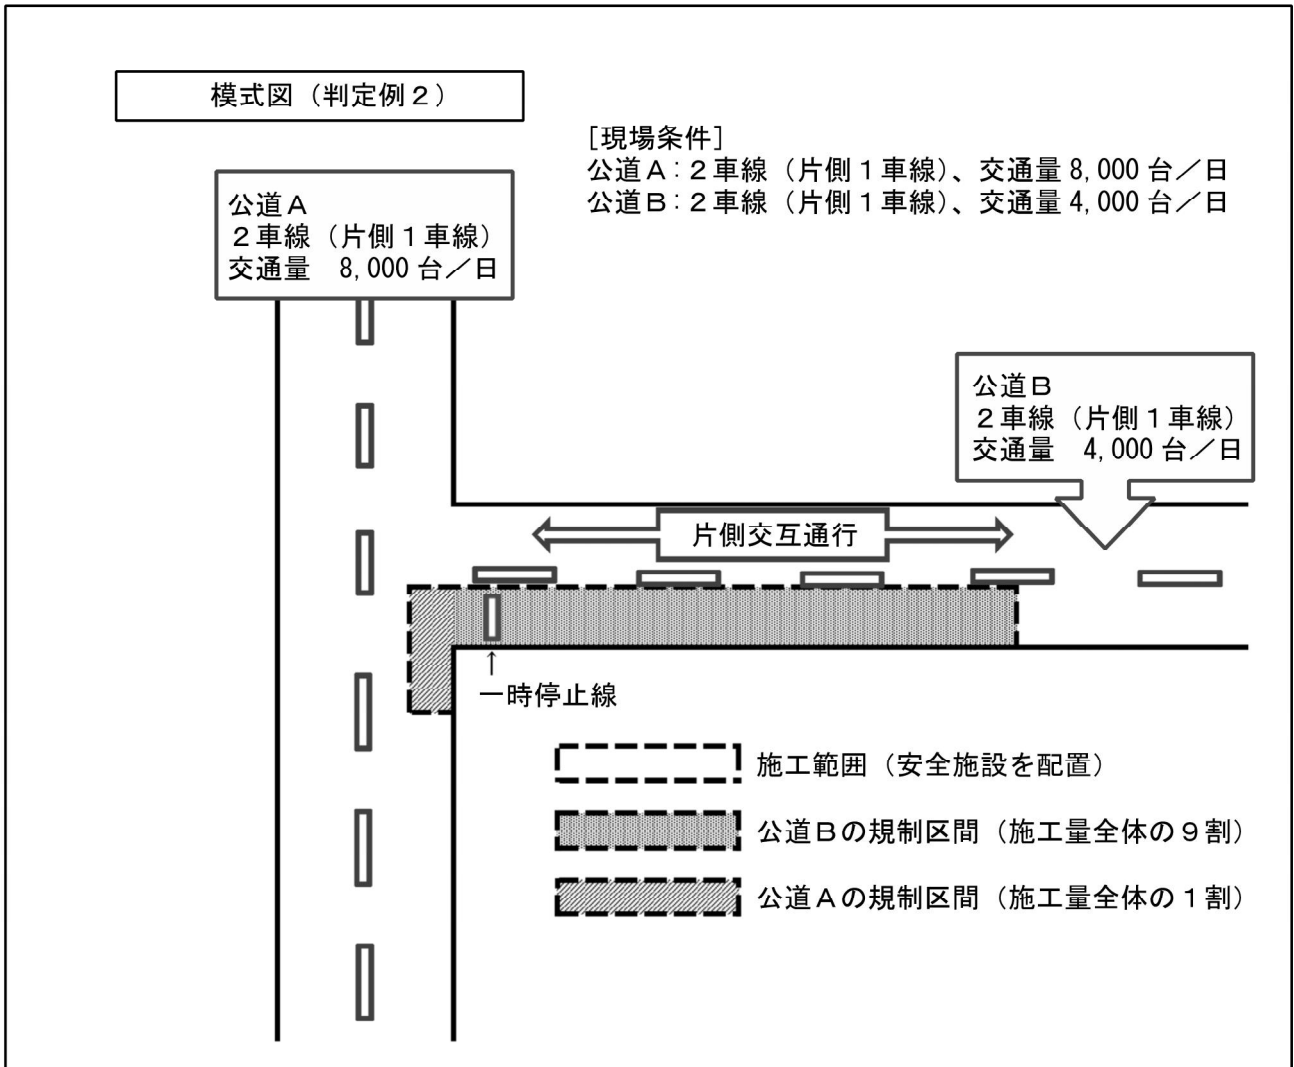 模式図（判定例２）
［現場条件］
公道Ａ：２車線（片側１車線）、交通量 8,000 台／日
公道Ｂ：２車線（片側１車線）、交通量 4,000 台／日
公道Ａ
２車線（片側１車線）
交通量　8,000 台／日
公道Ｂ
２車線（片側１車線）
交通量　4,000 台／日
片側交互通行
↑
一時停止線
施工範囲（安全施設を配置）
公道Ｂの規制区間（施工量全体の９割）
公道Ａの規制区間（施工量全体の１割）